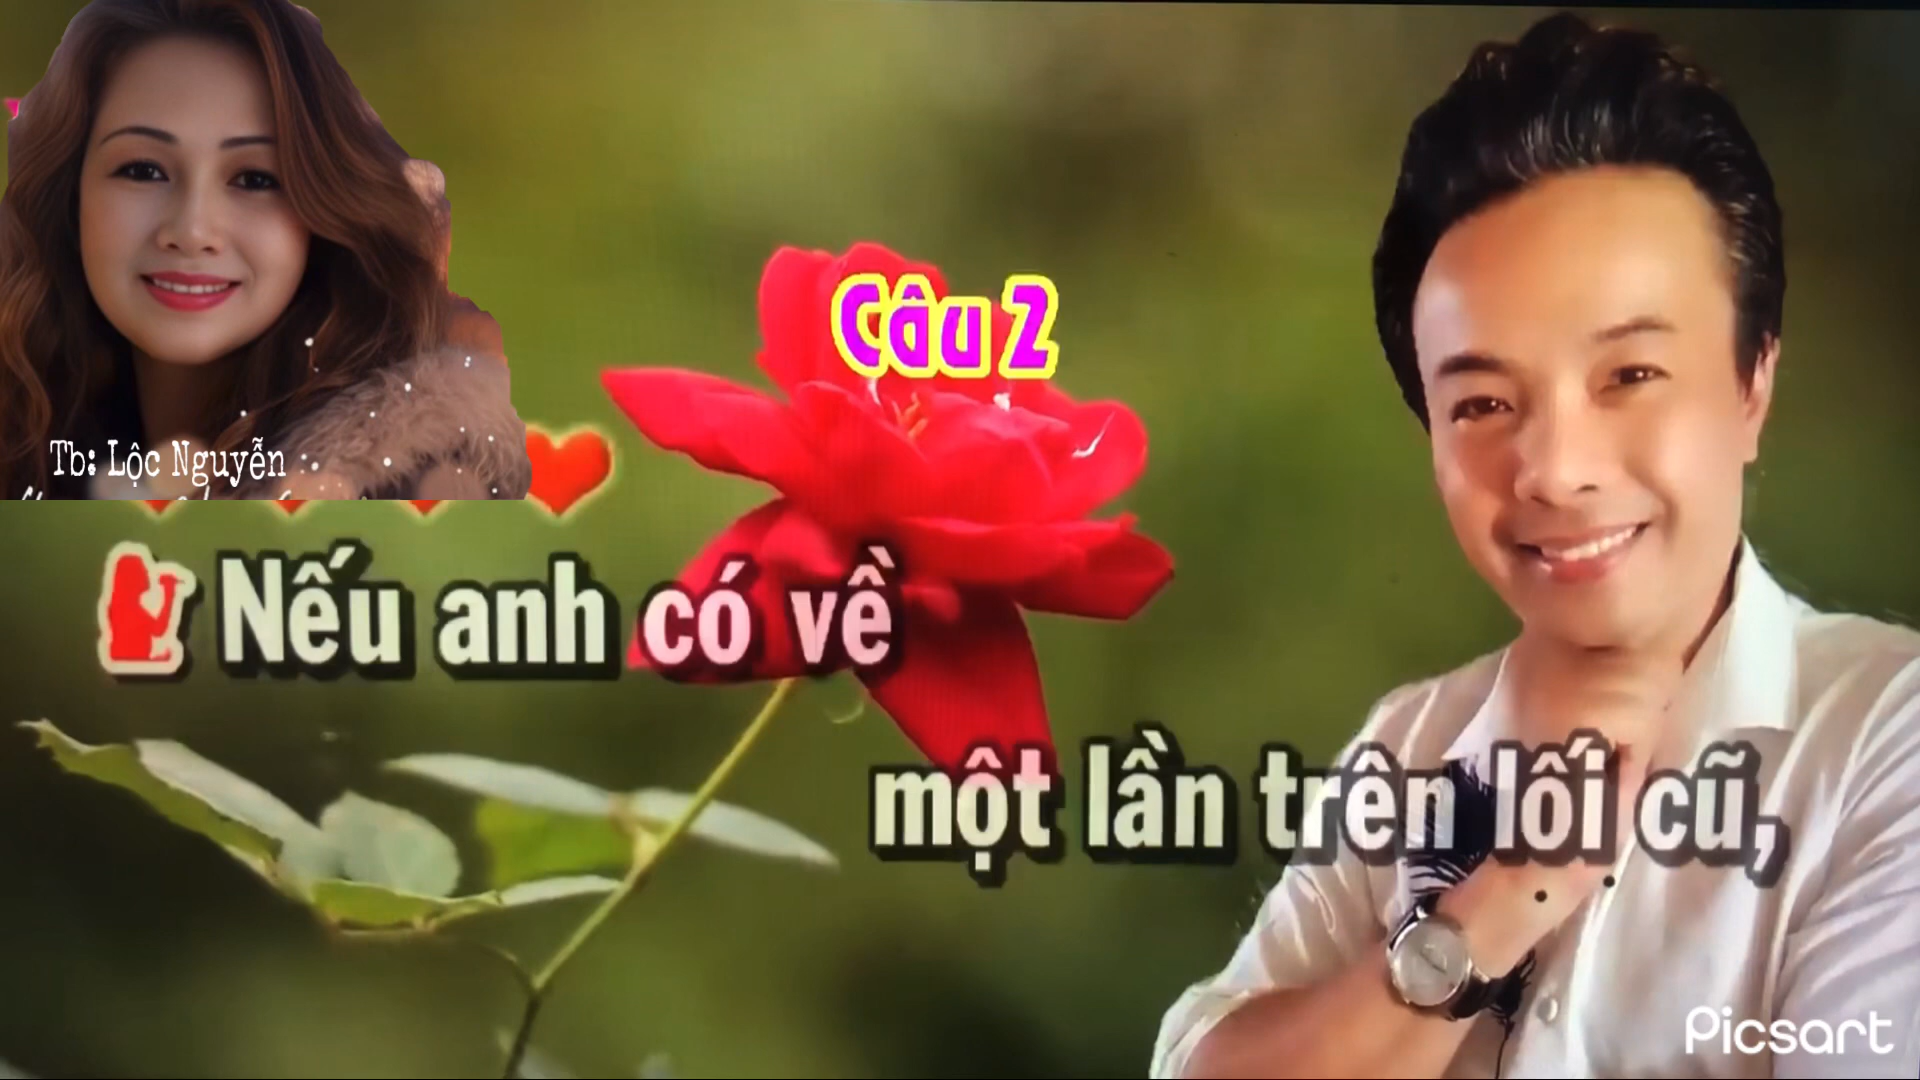 Câu 2
Tb: Lộc Nguyễn
Nếu anh có về
một lần trên lối cũ,
Picsart